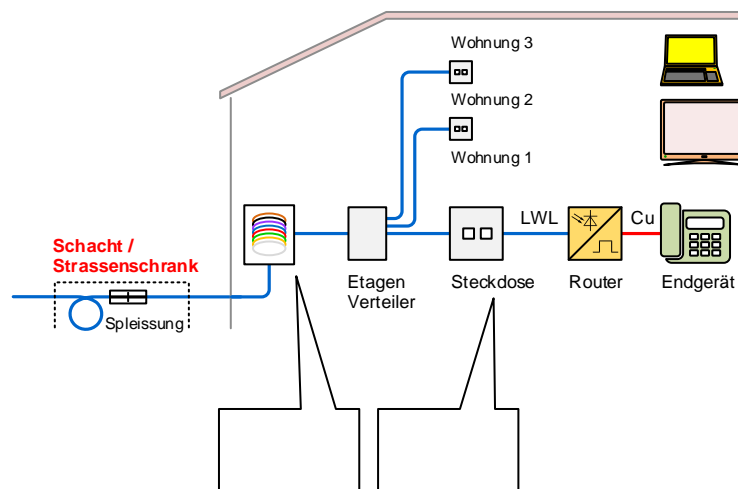 Wohnung 3
Wohnung 2
Wohnung 1
LWL
Cu
Schacht /
Strassenschrank
Etagen
Verteiler
Steckdose
Router
Endgerät
Spleissung